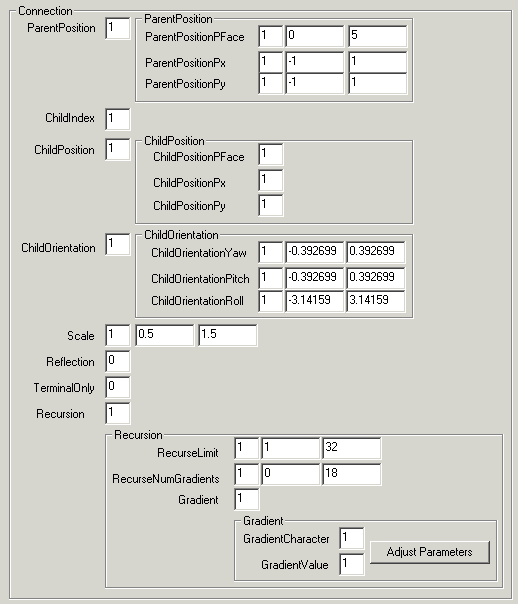 Connection
ParentPosition 1
ParentPosition
ParentPositionPFace 1 0 5
ParentPositionPx 1 -1 1
ParentPositionPy 1 -1 1
ChildIndex 1
ChildPosition 1
ChildPosition
ChildPositionPFace 1
ChildPositionPx 1
ChildPositionPy 1
ChildOrientation 1
ChildOrientation
ChildOrientationYaw 1 -0.392699 0.392699
ChildOrientationPitch 1 -0.392699 0.392699
ChildOrientationRoll 1 -3.14159 3.14159
Scale 1 0.5 1.5
Reflection 0
TerminalOnly 0
Recursion 1
Recursion
RecurseLimit 1 1 32
RecurseNumGradients 1 0 18
Gradient 1
Gradient
GradientCharacter 1
GradientValue 1
Adjust Parameters